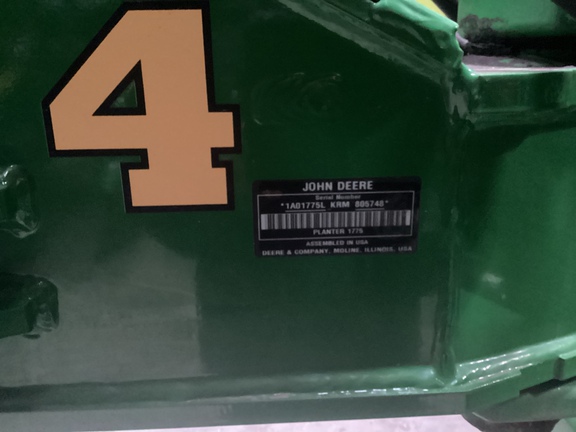 4
JOHN DEERE
Serial Number
*1A01775L KRM 805748*
PLANTER 1775
ASSEMBLED IN USA
DEERE & COMPANY, MOLINE, ILLINOIS, USA